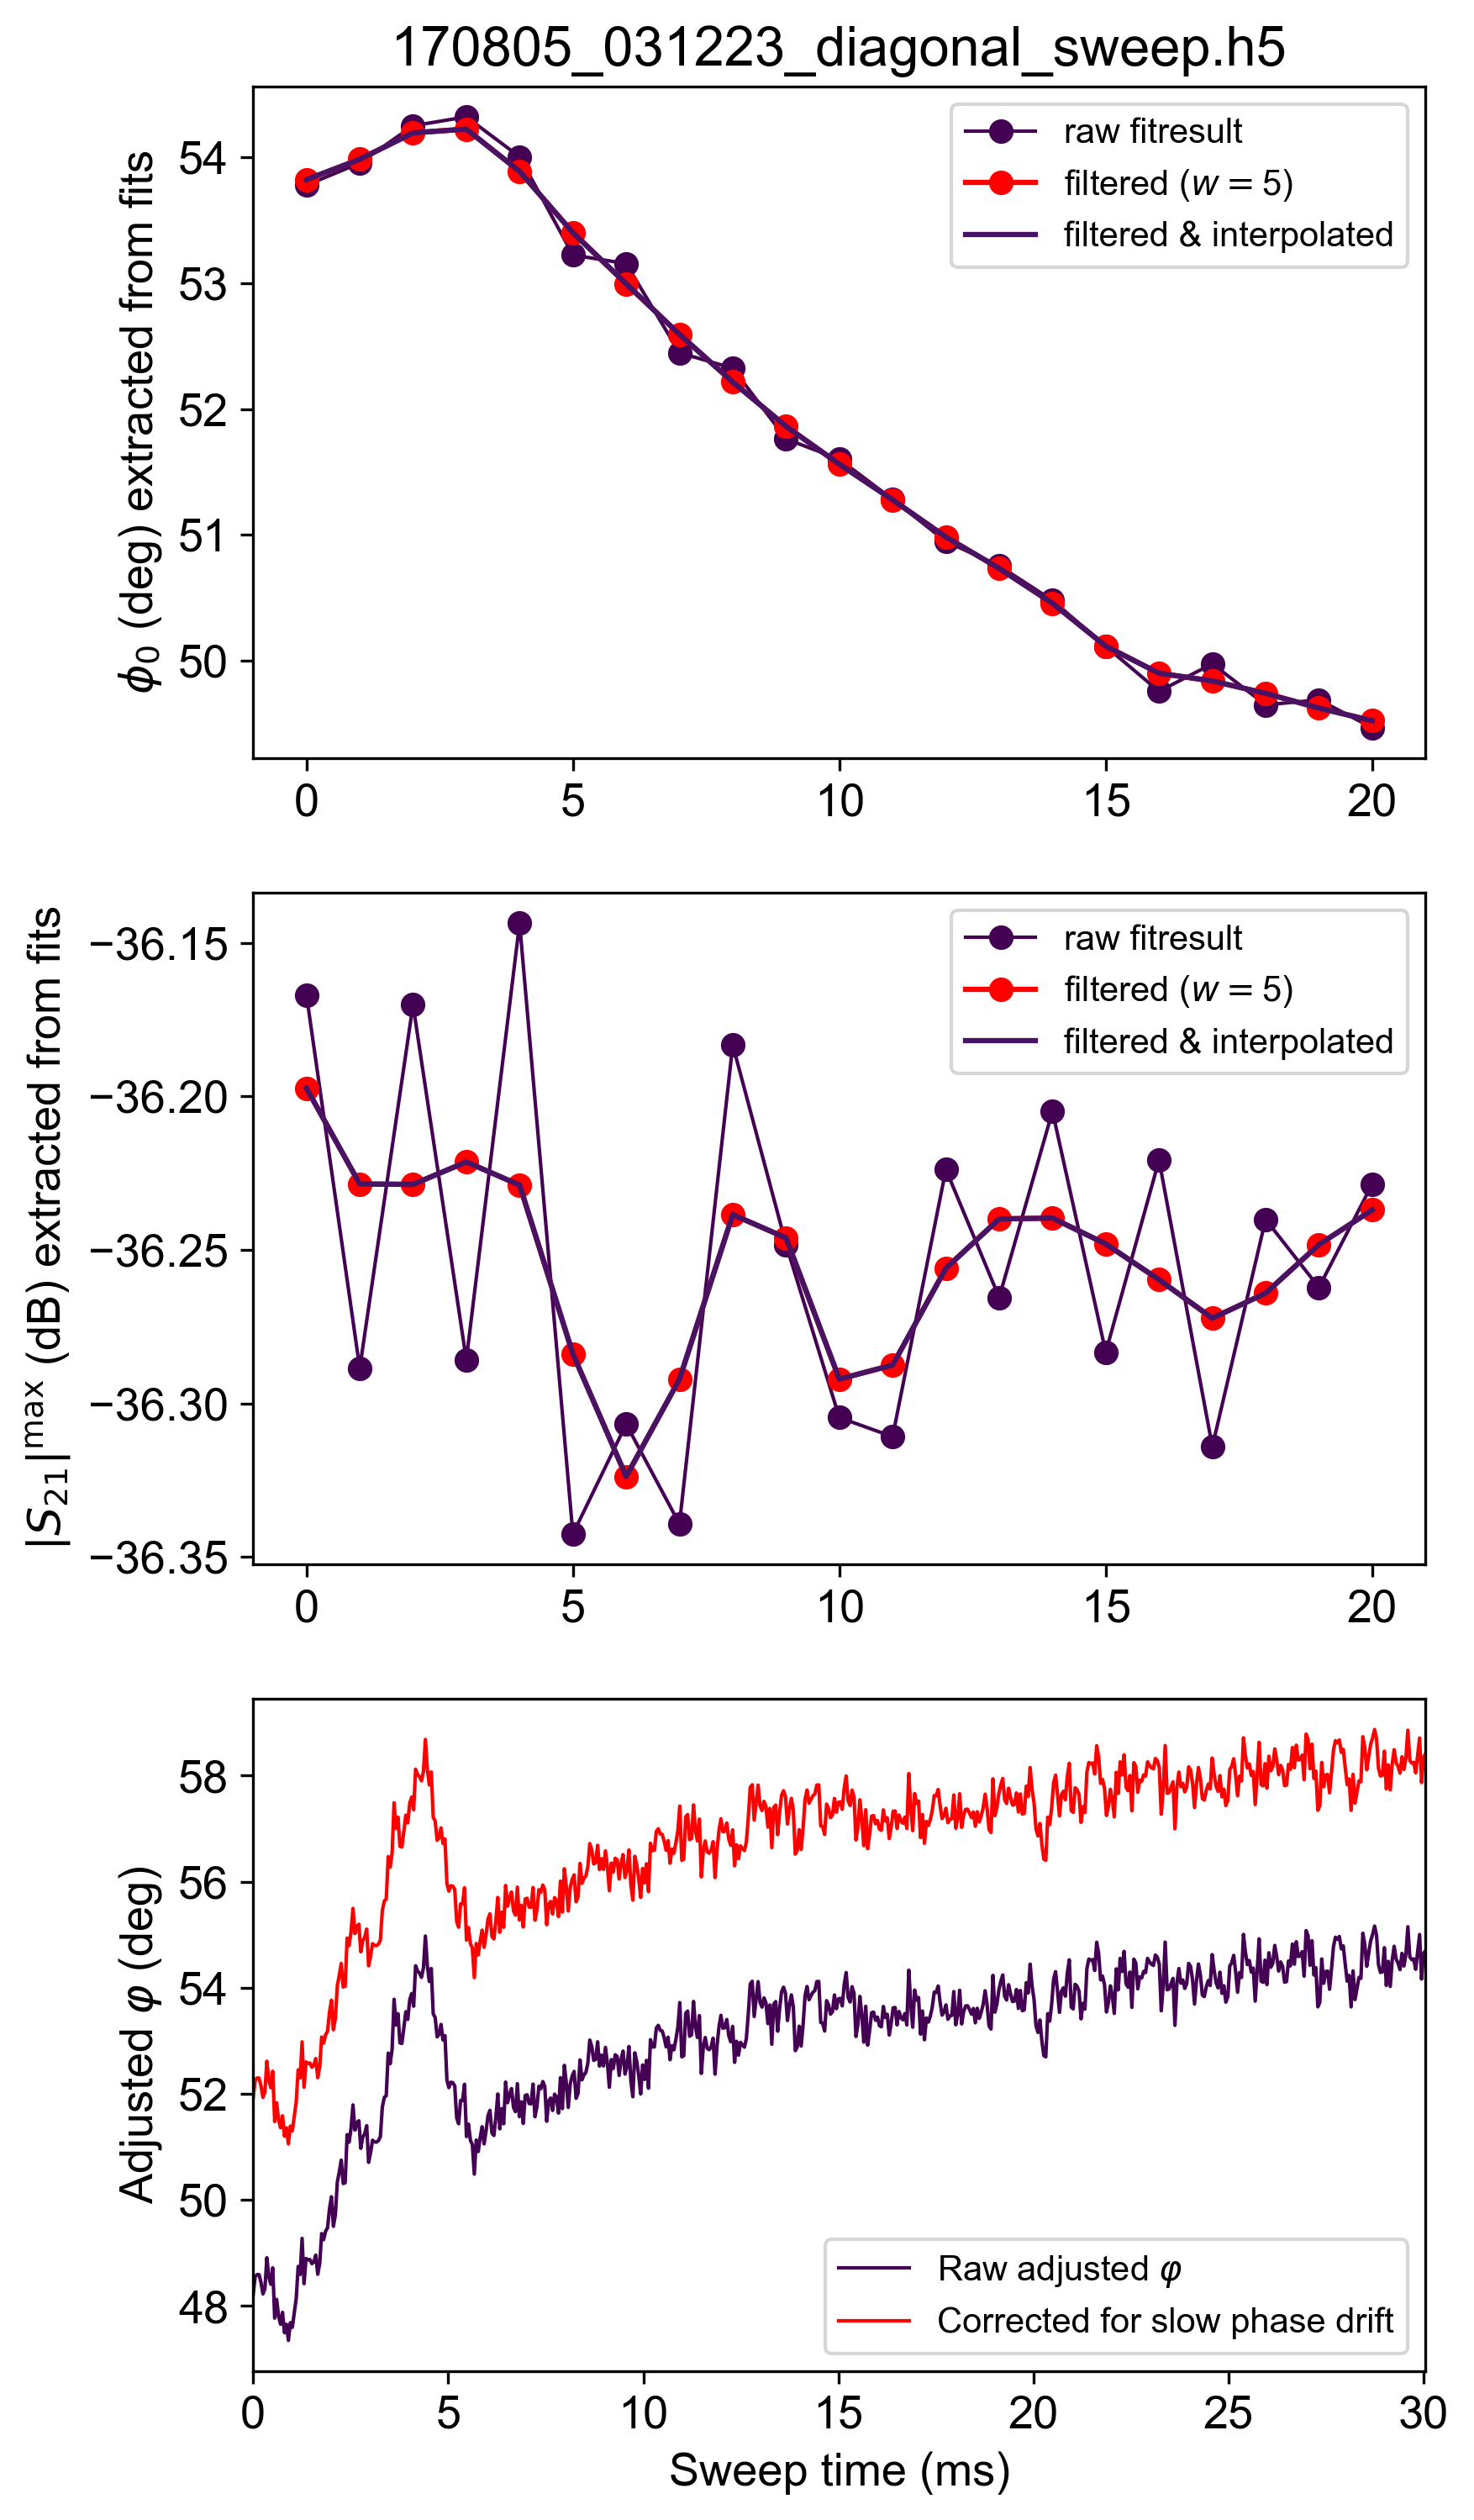 170805_031223_diagonal_sweep.h5
ϕ₀ (deg) extracted from fits
54
53
52
51
50
raw fitresult
filtered (w = 5)
filtered & interpolated
0 5 10 15 20
|S₂₁|ᵐᵃˣ (dB) extracted from fits
−36.15
−36.20
−36.25
−36.30
−36.35
raw fitresult
filtered (w = 5)
filtered & interpolated
0 5 10 15 20
Adjusted φ (deg)
58
56
54
52
50
48
Raw adjusted φ
Corrected for slow phase drift
0 5 10 15 20 25 30
Sweep time (ms)